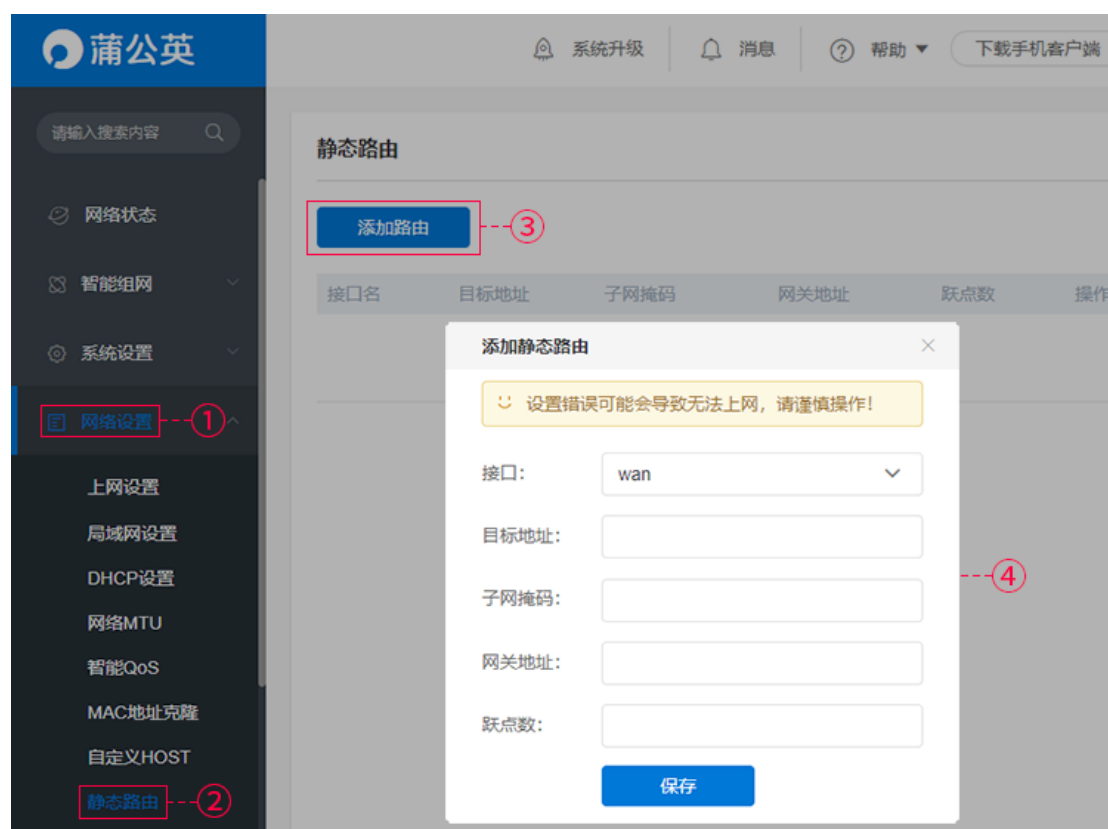 蒲公英
系统升级 消息 帮助 下载手机客户端
请输入搜索内容
网络状态
智能组网
系统设置
网络设置
①
上网设置
局域网设置
DHCP设置
网络MTU
智能QoS
MAC地址克隆
自定义HOST
静态路由
②
静态路由
添加路由
③
接口名 目标地址 子网掩码 网关地址 跃点数 操作
添加静态路由
设置错误可能会导致无法上网，请谨慎操作！
接口： wan
目标地址：
子网掩码：
网关地址：
跃点数：
保存
④